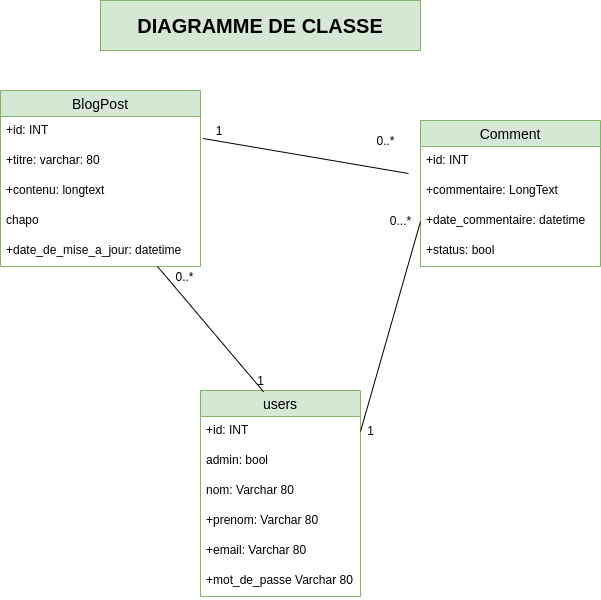 DIAGRAMME DE CLASSE
BlogPost
+id: INT
+titre: varchar: 80
+contenu: longtext
chapo
+date_de_mise_a_jour: datetime
1
0..*
Comment
+id: INT
+commentaire: LongText
+date_commentaire: datetime
+status: bool
0...*
0..*
1
1
users
+id: INT
admin: bool
nom: Varchar 80
+prenom: Varchar 80
+email: Varchar 80
+mot_de_passe Varchar 80